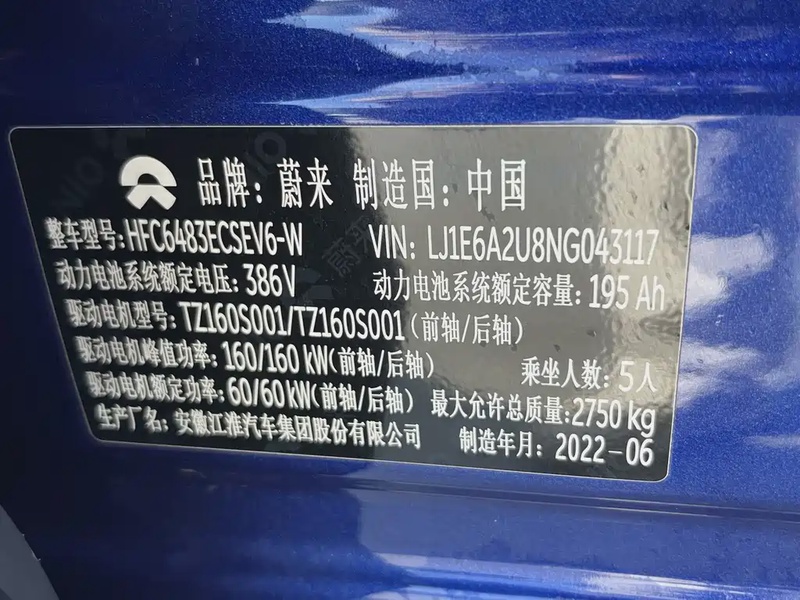 品牌：蔚来 制造国：中国
整车型号：HFC6483ECSEV6-W VIN: LJ1E6A2U8NG043117
动力电池系统额定电压：386V 动力电池系统额定容量：195 Ah
驱动电机型号：TZ160S001/TZ160S001（前轴/后轴）
驱动电机峰值功率：160/160 kW（前轴/后轴） 乘坐人数：5人
驱动电机额定功率：60/60 kW（前轴/后轴） 最大允许总质量：2750 kg
生产厂名：安徽江淮汽车集团股份有限公司 制造年月：2022-06